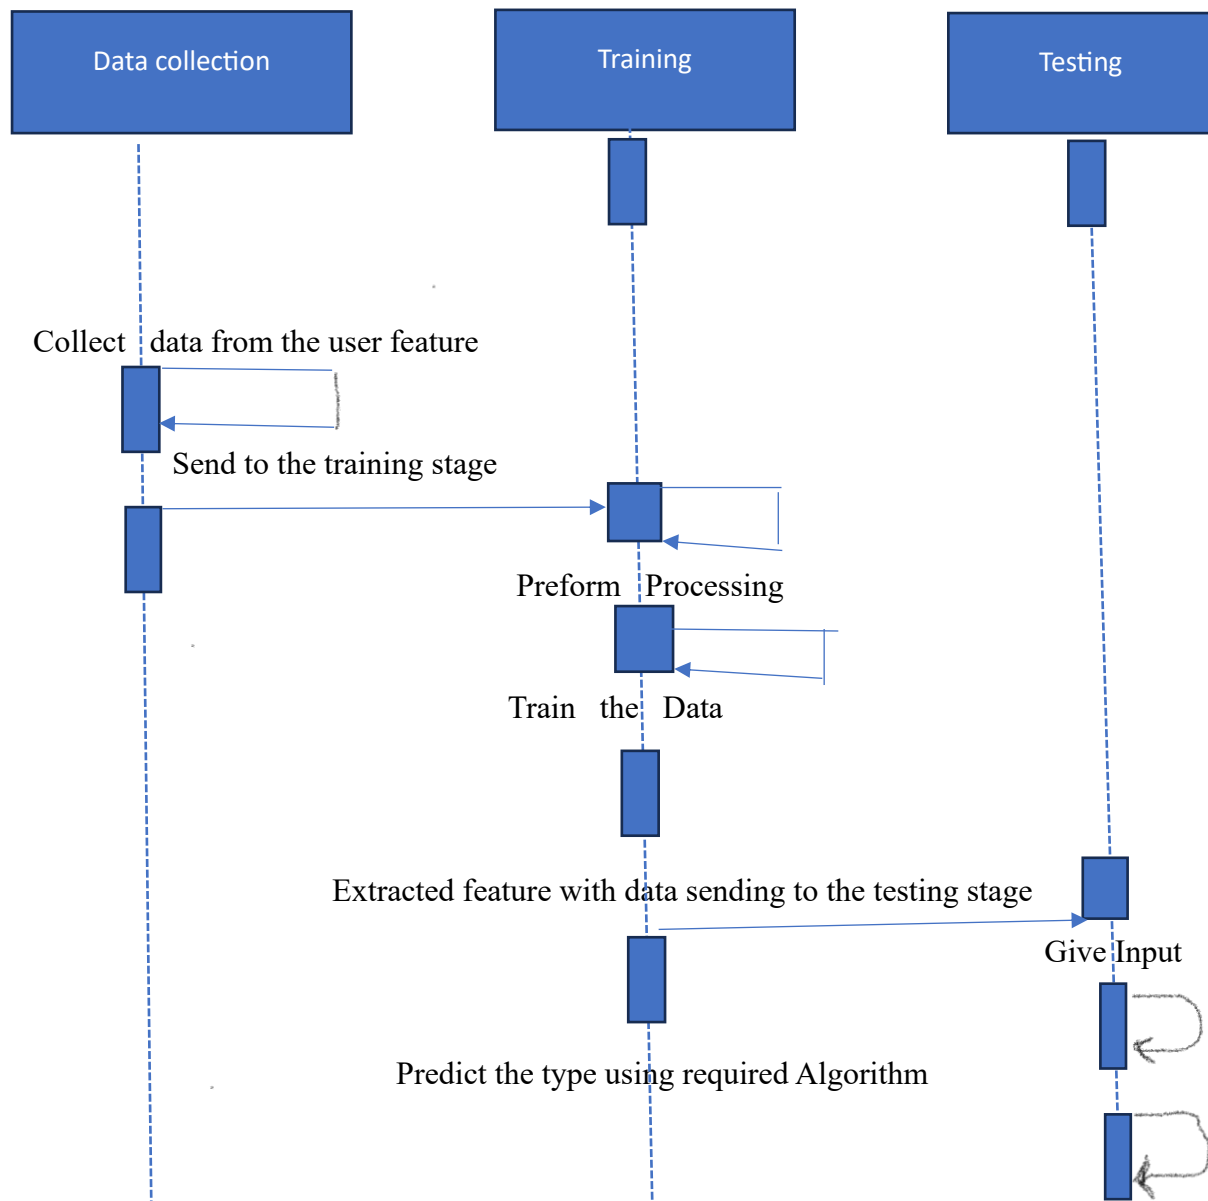 Data collection
Training
Testing
Collect data from the user feature
Send to the training stage
Preform Processing
Train the Data
Extracted feature with data sending to the testing stage
Give Input
Predict the type using required Algorithm